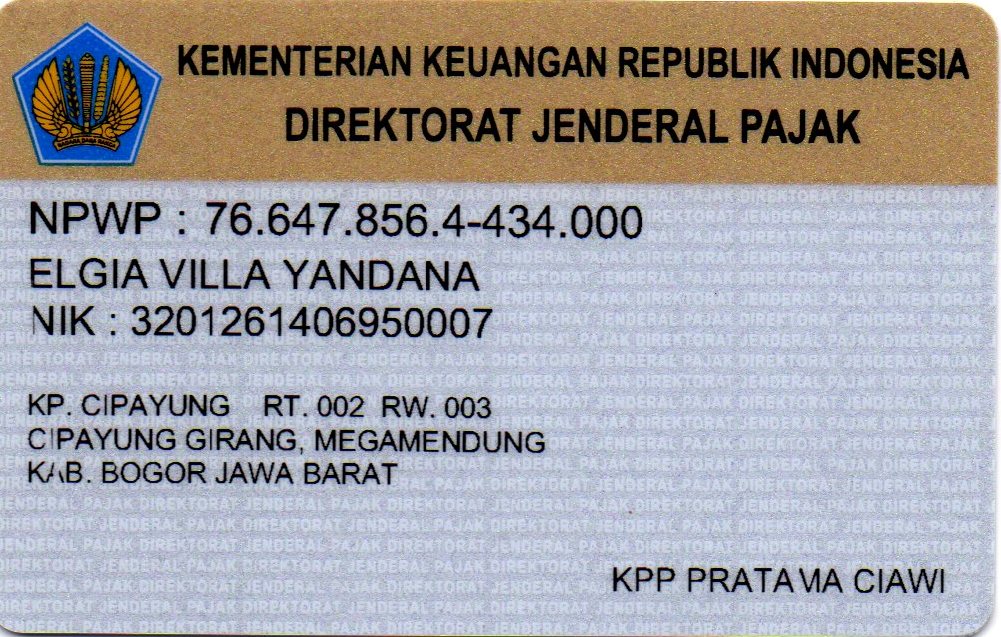 KEMENTERIAN KEUANGAN REPUBLIK INDONESIA
DIREKTORAT JENDERAL PAJAK
NPWP : 76.647.856.4-434.000
ELGIA VILLA YANDANA
NIK : 3201261406950007
KP. CIPAYUNG RT. 002 RW. 003
CIPAYUNG GIRANG, MEGAMENDUNG
KAB. BOGOR JAWA BARAT
KPP PRATAMA CIAWI